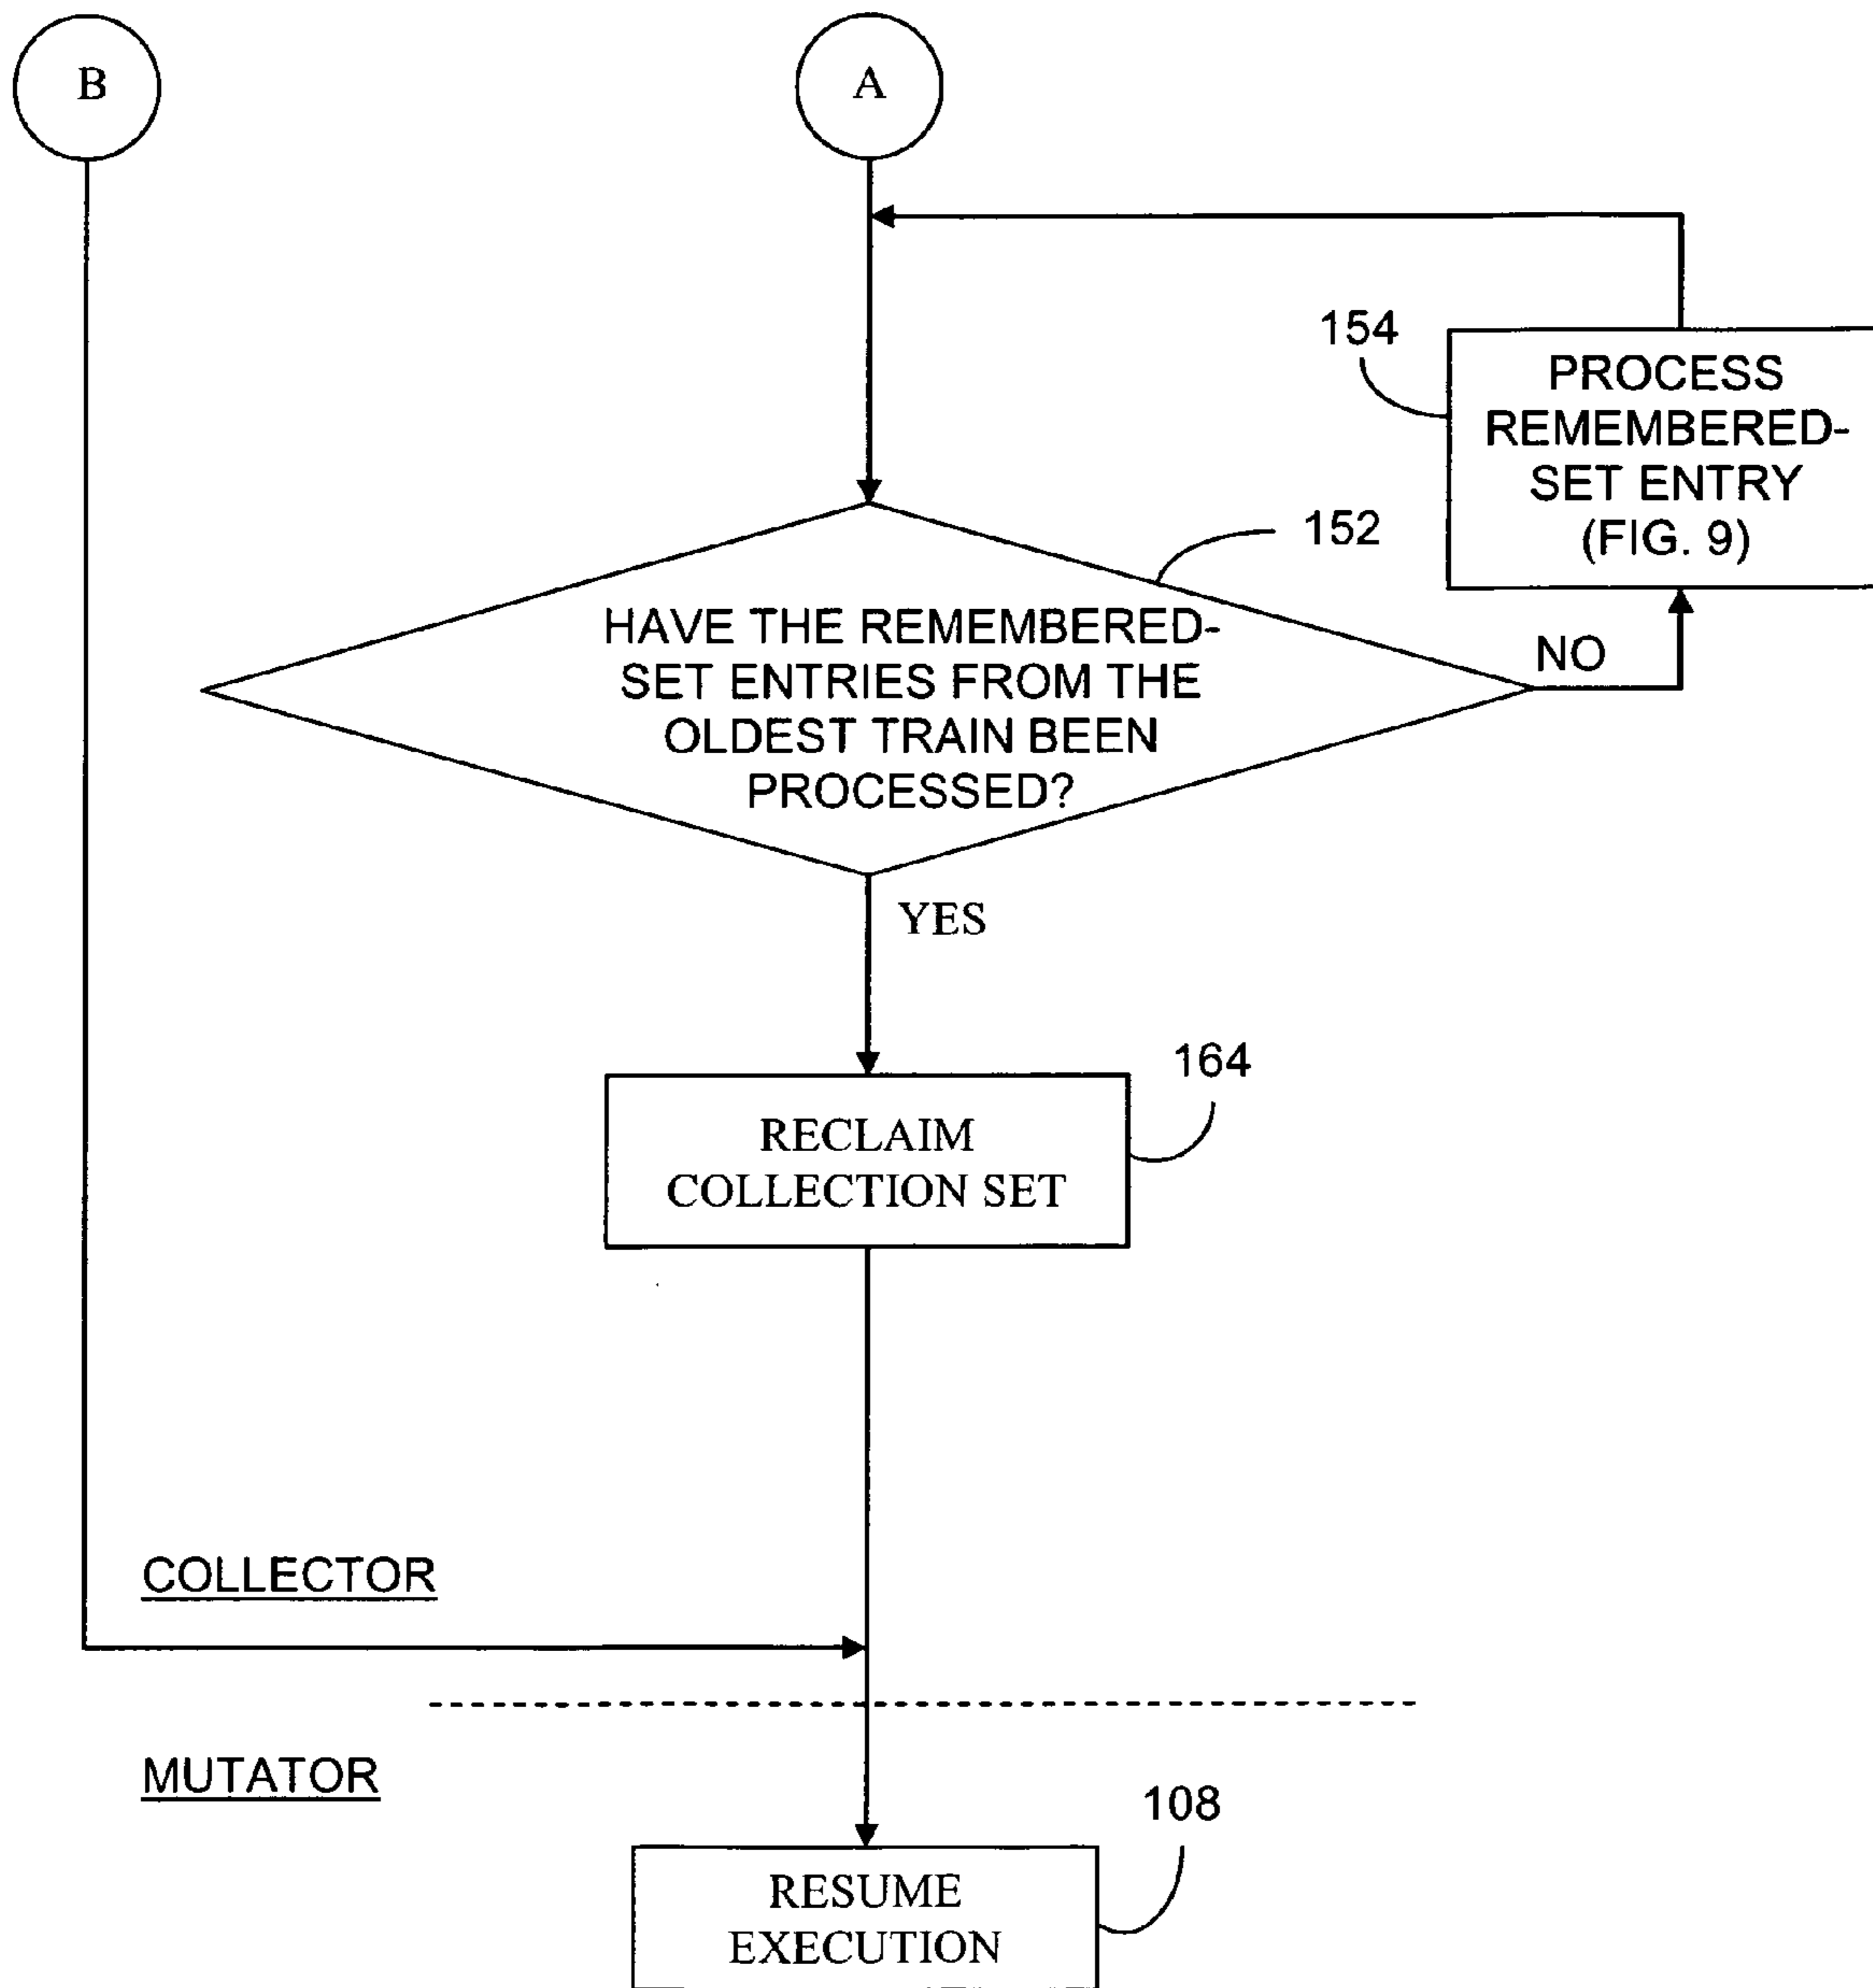 B
A
154
PROCESS
REMEMBERED-
SET ENTRY
(FIG. 9)
152
HAVE THE REMEMBERED-
SET ENTRIES FROM THE
OLDEST TRAIN BEEN
PROCESSED?
NO
YES
164
RECLAIM
COLLECTION SET
COLLECTOR
MUTATOR
108
RESUME
EXECUTION